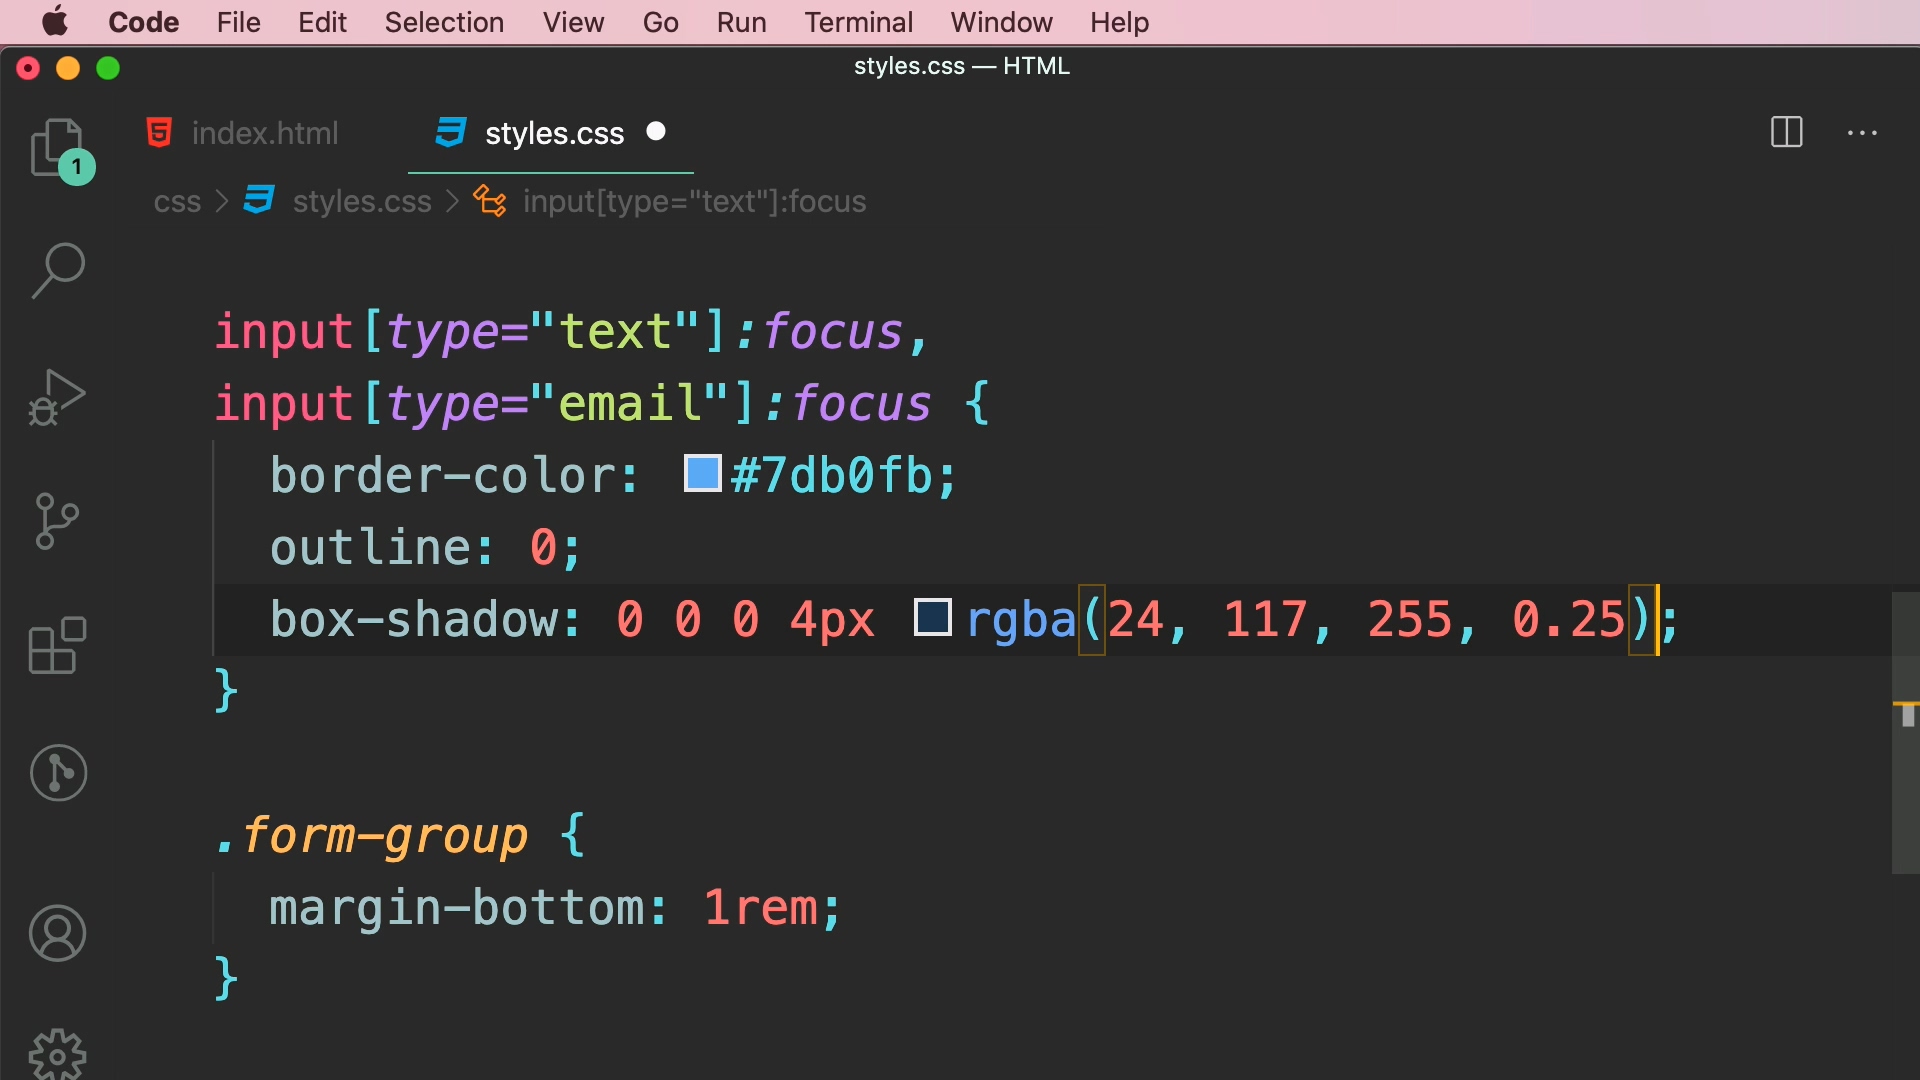 Code File Edit Selection View Go Run Terminal Window Help
styles.css — HTML
index.html styles.css
1
css > styles.css > input[type="text"]:focus
input[type="text"]:focus,
input[type="email"]:focus {
border-color: #7db0fb;
outline: 0;
box-shadow: 0 0 0 4px rgba(24, 117, 255, 0.25);
}
.form-group {
margin-bottom: 1rem;
}